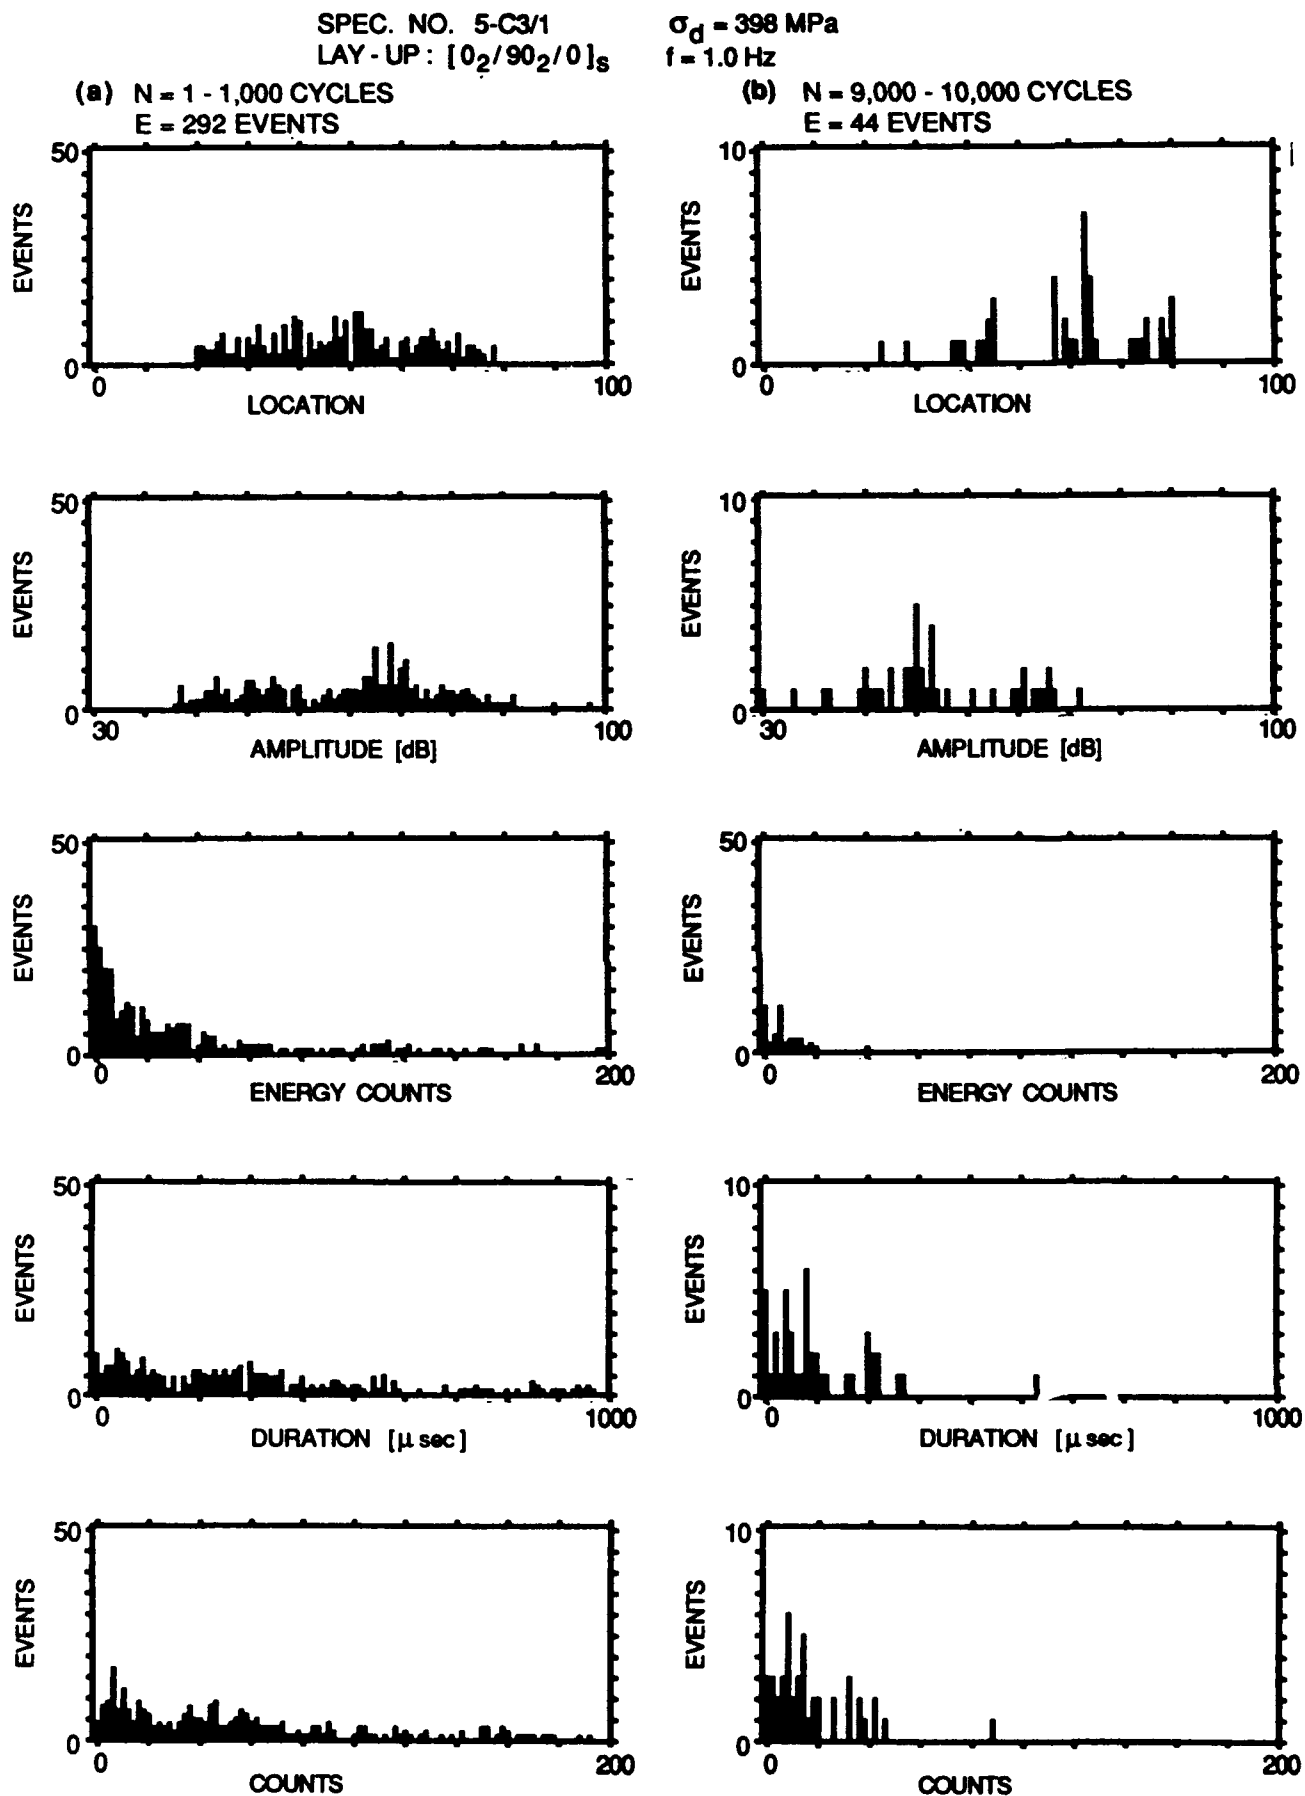 SPEC. NO. 5-C3/1 σd = 398 MPa
LAY-UP : [0₂/90₂/0]s f = 1.0 Hz
(a) N = 1 - 1,000 CYCLES (b) N = 9,000 - 10,000 CYCLES
E = 292 EVENTS E = 44 EVENTS
50 10
EVENTS EVENTS
0 0
0 100 0 100
LOCATION LOCATION
50 10
EVENTS EVENTS
0 0
30 100 30 100
AMPLITUDE [dB] AMPLITUDE [dB]
50 50
EVENTS EVENTS
0 0
0 200 0 200
ENERGY COUNTS ENERGY COUNTS
50 10
EVENTS EVENTS
0 0
0 1000 0 1000
DURATION [μ sec] DURATION [μ sec]
50 10
EVENTS EVENTS
0 0
0 200 0 200
COUNTS COUNTS